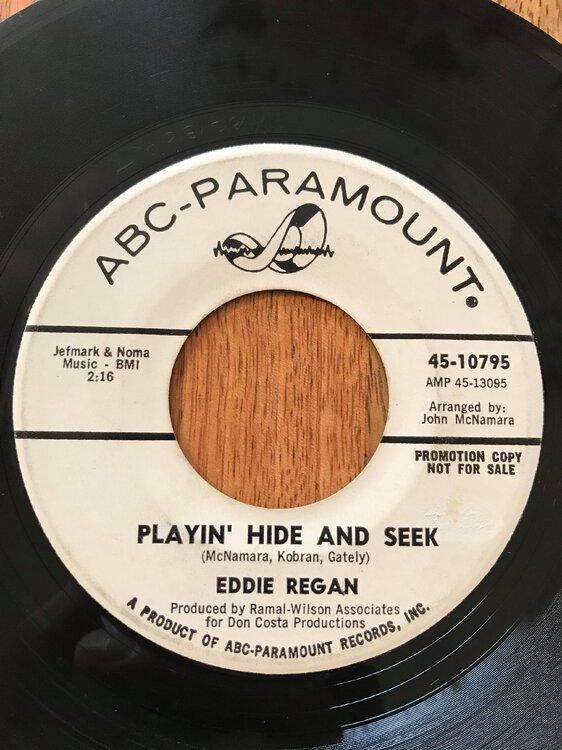 ABC-PARAMOUNT
Jefmark & Noma
Music - BMI
2:16
45-10795
AMP 45-13095
Arranged by:
John McNamara
PROMOTION COPY
NOT FOR SALE
PLAYIN' HIDE AND SEEK
(McNamara, Kobran, Gately)
EDDIE REGAN
Produced by Ramal-Wilson Associates
for Don Costa Productions
A PRODUCT OF ABC-PARAMOUNT RECORDS, INC.